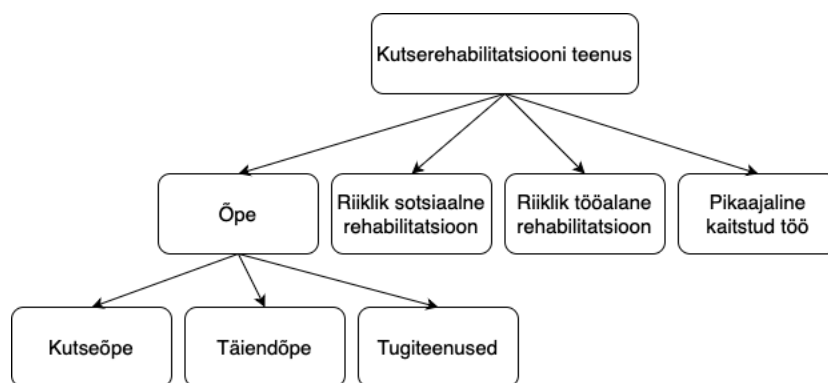 Kutserehabilitatsiooni teenus
Õpe
Riiklik sotsiaalne
rehabilitatsioon
Riiklik tööalane
rehabilitatsioon
Pikaajaline
kaitstud töö
Kutseõpe
Täiendõpe
Tugiteenused